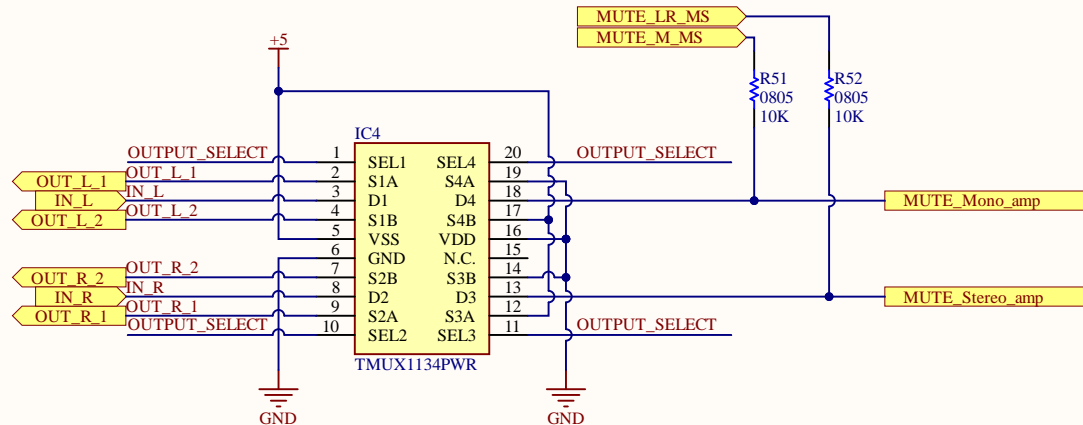 MUTE_LR_MS
MUTE_M_MS
+5
R51
0805
10K
R52
0805
10K
IC4
OUTPUT_SELECT 1 SEL1 SEL4 20 OUTPUT_SELECT
OUT_L_1 OUT_L_1 2 S1A S4A 19
IN_L IN_L 3 D1 D4 18 MUTE_Mono_amp
OUT_L_2 OUT_L_2 4 S1B S4B 17
5 VSS VDD 16
6 GND N.C. 15
OUT_R_2 OUT_R_2 7 S2B S3B 14
IN_R IN_R 8 D2 D3 13 MUTE_Stereo_amp
OUT_R_1 OUT_R_1 9 S2A S3A 12
OUTPUT_SELECT 10 SEL2 SEL3 11 OUTPUT_SELECT
TMUX1134PWR
GND
GND